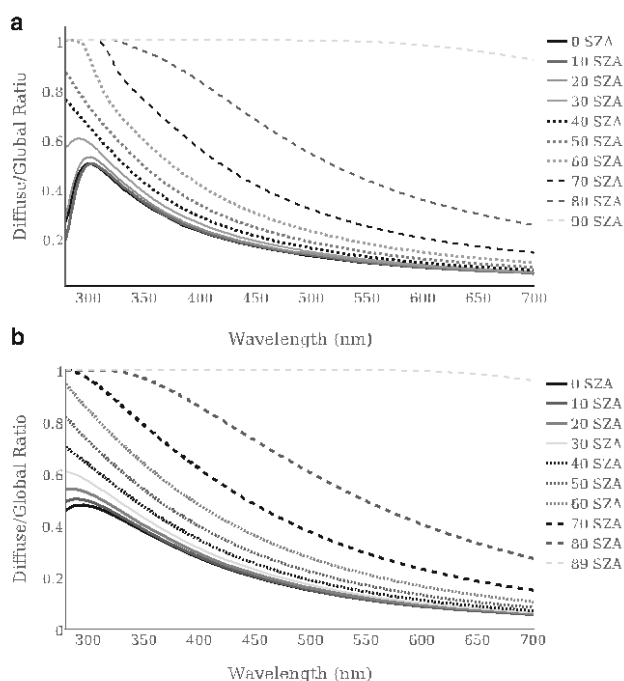 a
1
0.8
0.6
0.4
0.2
Diffuse/Global Ratio
300 350 400 450 500 550 600 650 700
Wavelength (nm)
0 SZA
10 SZA
20 SZA
30 SZA
40 SZA
50 SZA
60 SZA
70 SZA
80 SZA
90 SZA
b
1
0.8
0.6
0.4
0.2
0
Diffuse/Global Ratio
300 350 400 450 500 550 600 650 700
Wavelength (nm)
0 SZA
10 SZA
20 SZA
30 SZA
40 SZA
50 SZA
60 SZA
70 SZA
80 SZA
89 SZA